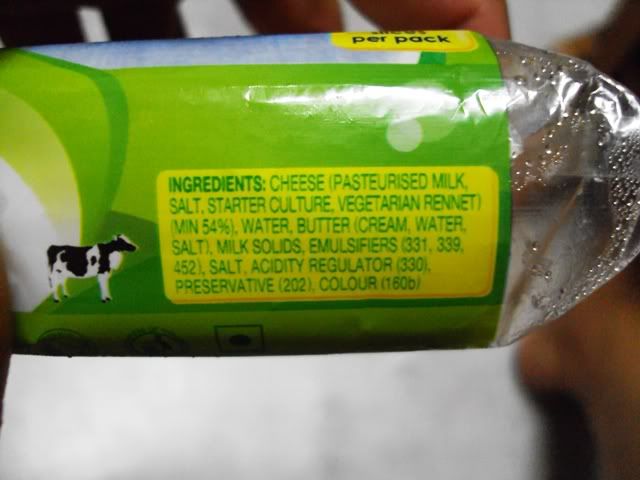 per pack
INGREDIENTS: CHEESE (PASTEURISED MILK,
SALT, STARTER CULTURE, VEGETARIAN RENNET)
(MIN 54%), WATER, BUTTER (CREAM, WATER,
SALT), MILK SOLIDS, EMULSIFIERS (331, 339,
452), SALT, ACIDITY REGULATOR (330),
PRESERVATIVE (202), COLOUR (160b)